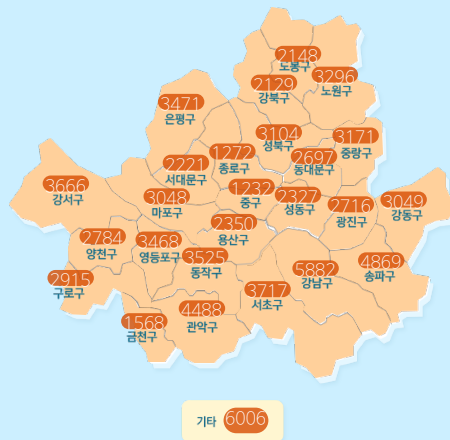 2148
도봉구
2129
강북구
3296
노원구
3471
은평구
3104
성북구
3171
중랑구
1272
종로구
2697
동대문구
2221
서대문구
3666
강서구
3048
마포구
1232
중구
2327
성동구
2716
광진구
3049
강동구
2350
용산구
2784
양천구
3468
영등포구
3525
동작구
4869
송파구
5882
강남구
2915
구로구
3717
서초구
1568
금천구
4488
관악구
기타 6006